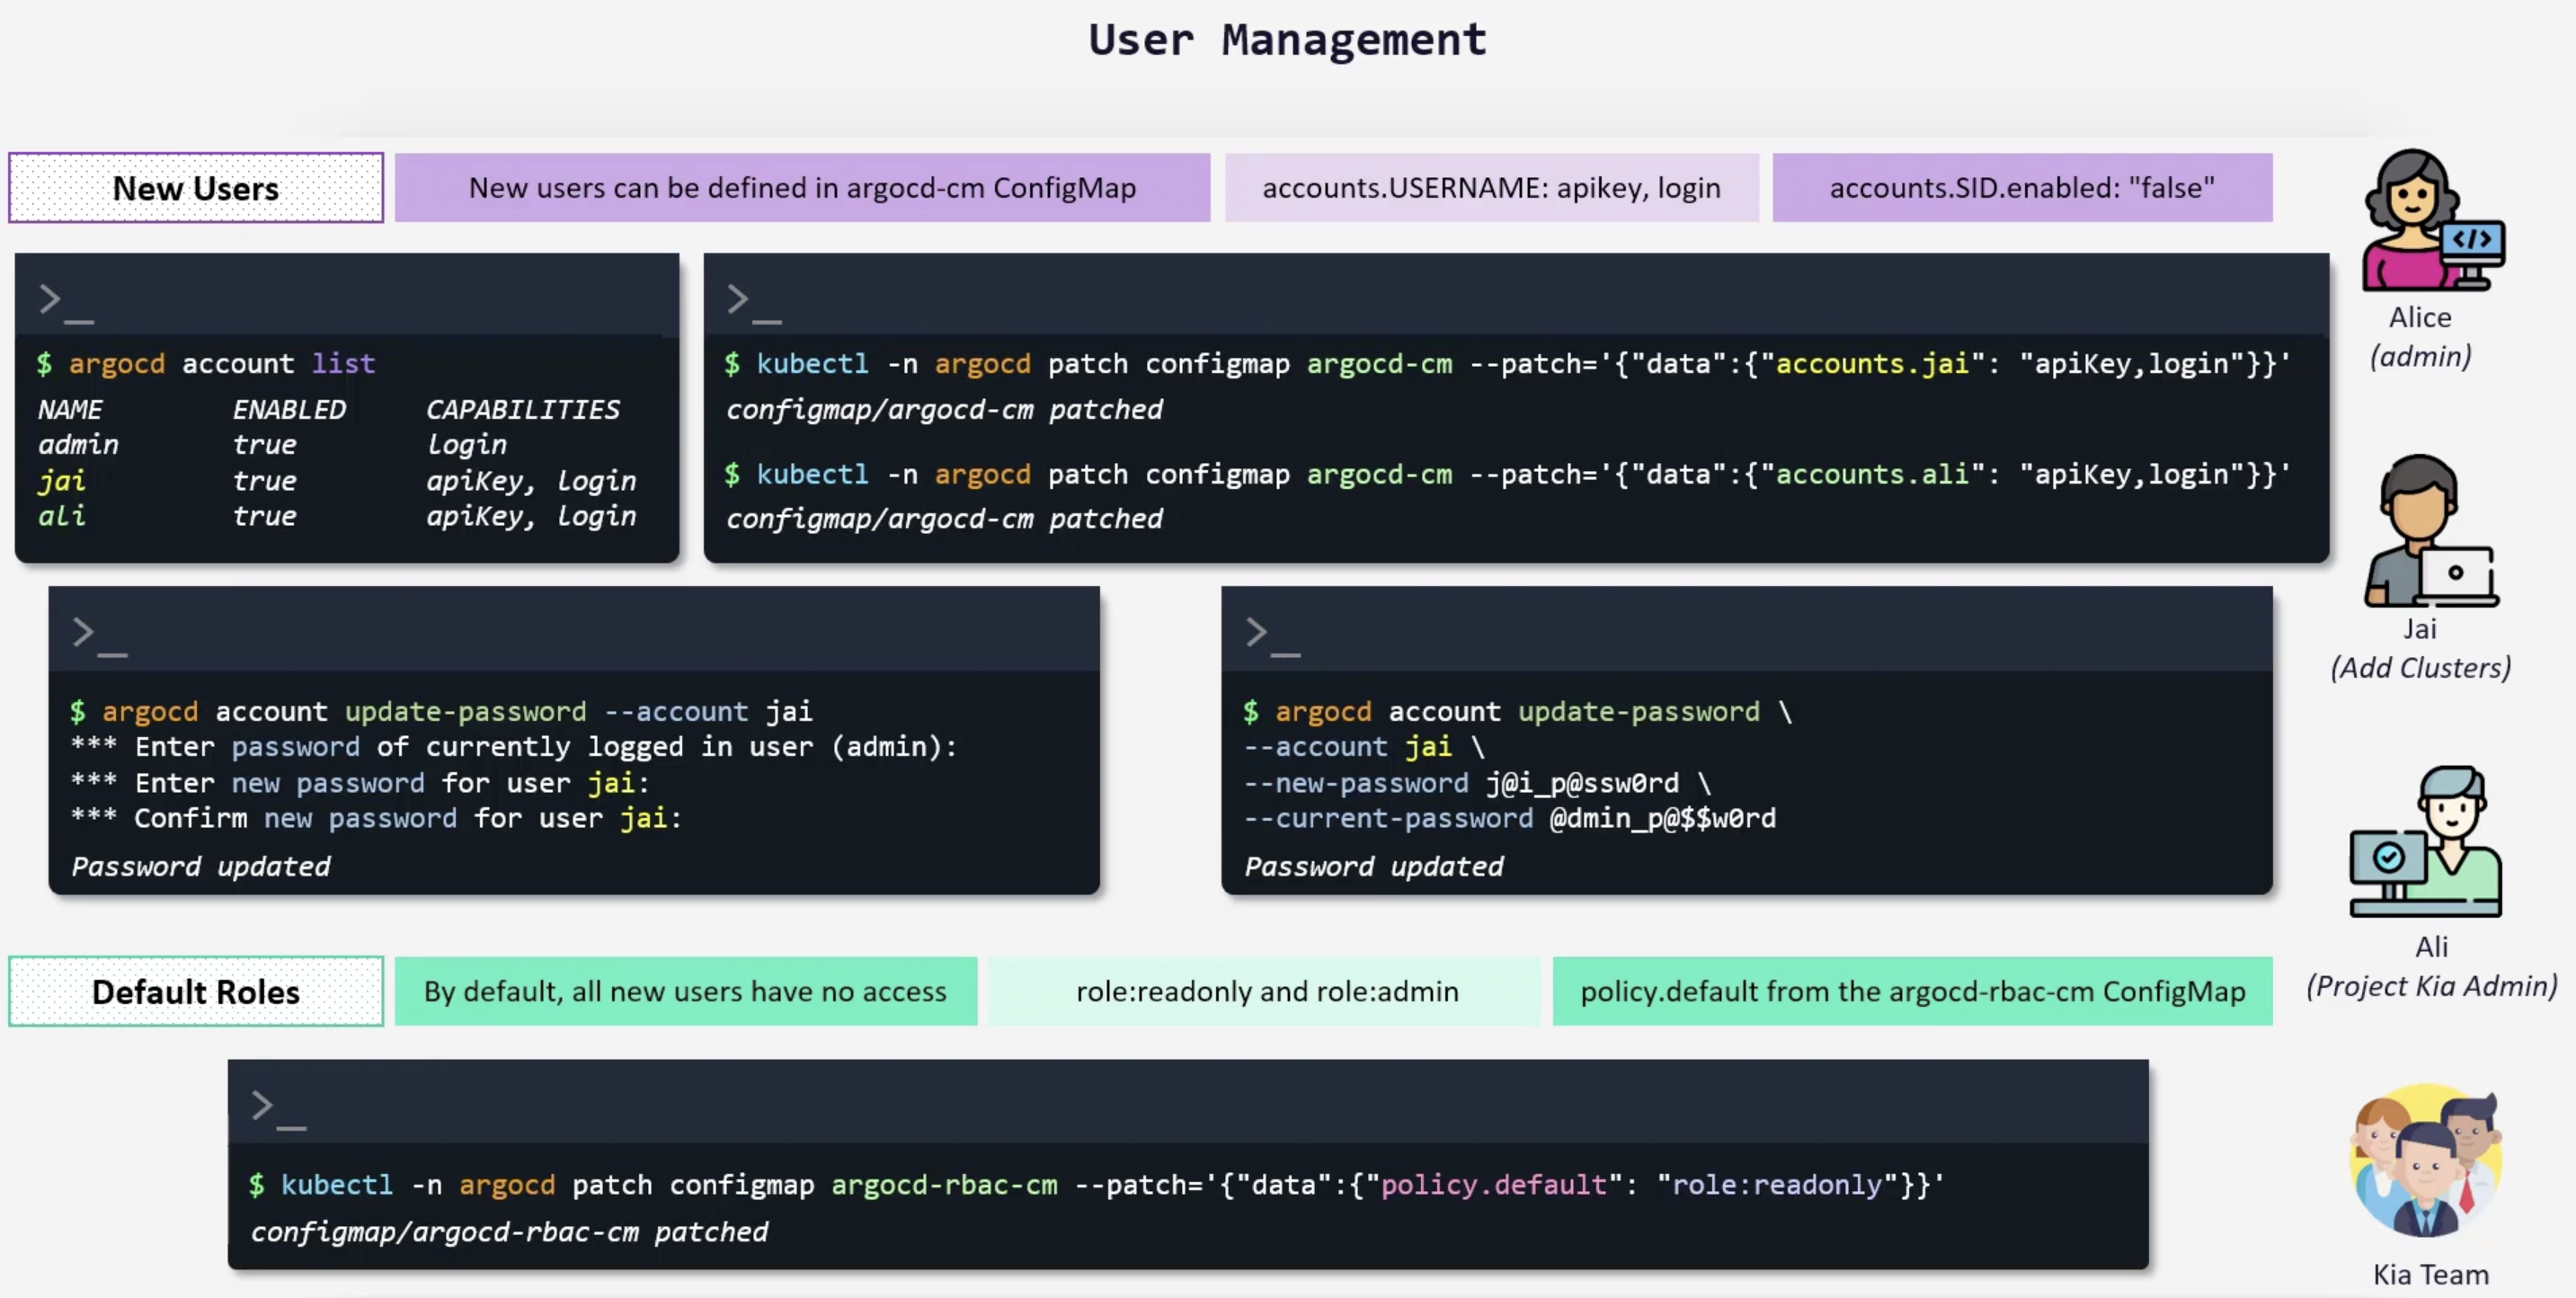 User Management
New Users
New users can be defined in argocd-cm ConfigMap
accounts.USERNAME: apikey, login
accounts.SID.enabled: "false"
>_
$ argocd account list
NAME ENABLED CAPABILITIES
admin true login
jai true apiKey, login
ali true apiKey, login
>_
$ kubectl -n argocd patch configmap argocd-cm --patch='{"data":{"accounts.jai": "apiKey,login"}}'
configmap/argocd-cm patched
$ kubectl -n argocd patch configmap argocd-cm --patch='{"data":{"accounts.ali": "apiKey,login"}}'
configmap/argocd-cm patched
</>
Alice
(admin)
Jai
(Add Clusters)
>_
$ argocd account update-password --account jai
*** Enter password of currently logged in user (admin):
*** Enter new password for user jai:
*** Confirm new password for user jai:
Password updated
>_
$ argocd account update-password \
--account jai \
--new-password j@i_p@ssw0rd \
--current-password @dmin_p@$$w0rd
Password updated
Ali
(Project Kia Admin)
Default Roles
By default, all new users have no access
role:readonly and role:admin
policy.default from the argocd-rbac-cm ConfigMap
>_
$ kubectl -n argocd patch configmap argocd-rbac-cm --patch='{"data":{"policy.default": "role:readonly"}}'
configmap/argocd-rbac-cm patched
Kia Team